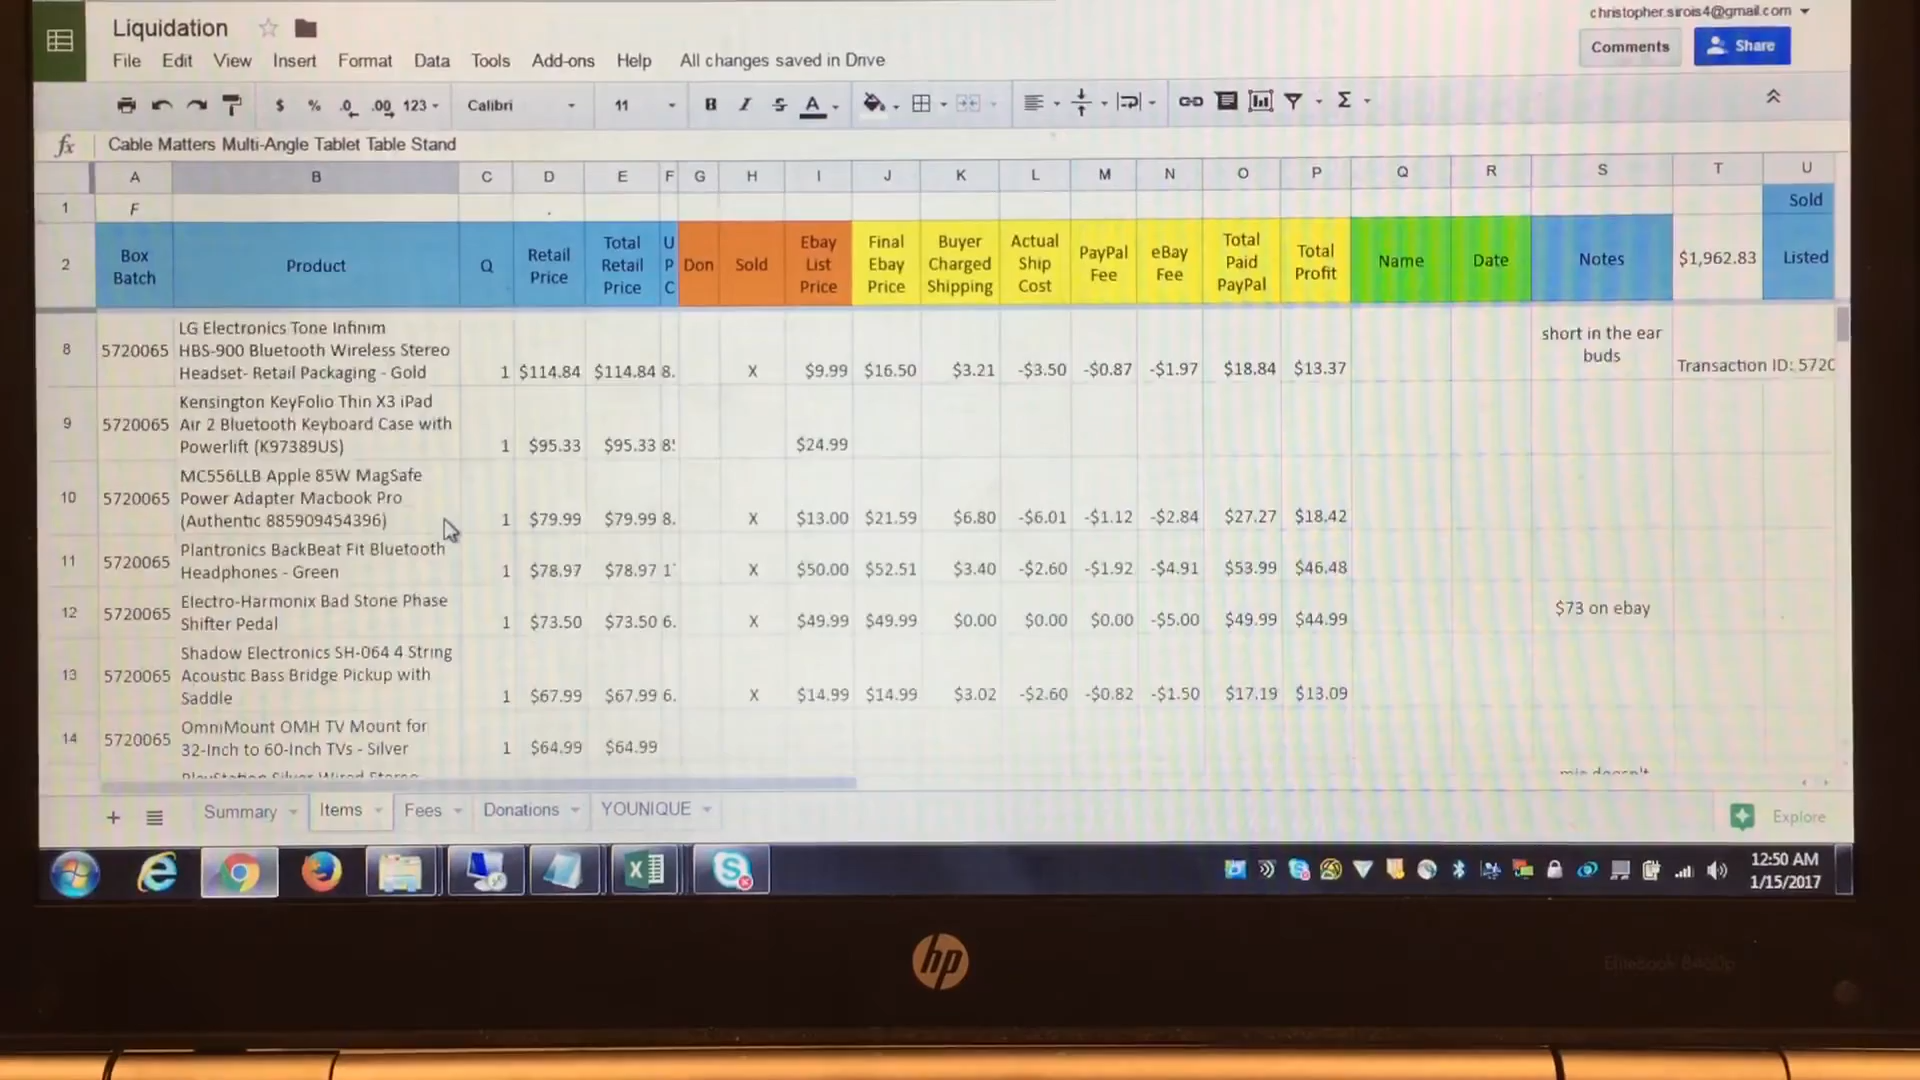 Liquidation
christopher.sirois4@gmail.com
File Edit View Insert Format Data Tools Add-ons Help All changes saved in Drive
Comments Share
$ % .0 .00 123 Calibri 11 B I S A Σ
fx Cable Matters Multi-Angle Tablet Table Stand
A B C D E F G H I J K L M N O P Q R S T U
1 F . Sold
2 Box Batch Product Q Retail Price Total Retail Price UPC Don Sold Ebay List Price Final Ebay Price Buyer Charged Shipping Actual Ship Cost PayPal Fee eBay Fee Total Paid PayPal Total Profit Name Date Notes $1,962.83 Listed
8 5720065 LG Electronics Tone Infinim HBS-900 Bluetooth Wireless Stereo Headset- Retail Packaging - Gold 1 $114.84 $114.84 8. X $9.99 $16.50 $3.21 -$3.50 -$0.87 -$1.97 $18.84 $13.37 short in the ear buds Transaction ID: 5720
9 5720065 Kensington KeyFolio Thin X3 iPad Air 2 Bluetooth Keyboard Case with Powerlift (K97389US) 1 $95.33 $95.33 $24.99
10 5720065 MC556LLB Apple 85W MagSafe Power Adapter Macbook Pro (Authentic 885909454396) 1 $79.99 $79.99 8. X $13.00 $21.59 $6.80 -$6.01 -$1.12 -$2.84 $27.27 $18.42
11 5720065 Plantronics BackBeat Fit Bluetooth Headphones - Green 1 $78.97 $78.97 X $50.00 $52.51 $3.40 -$2.60 -$1.92 -$4.91 $53.99 $46.48
12 5720065 Electro-Harmonix Bad Stone Phase Shifter Pedal 1 $73.50 $73.50 6. X $49.99 $49.99 $0.00 $0.00 $0.00 -$5.00 $49.99 $44.99 $73 on ebay
13 5720065 Shadow Electronics SH-064 4 String Acoustic Bass Bridge Pickup with Saddle 1 $67.99 $67.99 6. X $14.99 $14.99 $3.02 -$2.60 -$0.82 -$1.50 $17.19 $13.09
14 5720065 OmniMount OMH TV Mount for 32-Inch to 60-Inch TVs - Silver 1 $64.99 $64.99
PlayStation Silver Wired Stereo
+ Summary Items Fees Donations YOUNIQUE Explore
12:50 AM
1/15/2017
hp
EliteBook 8460p